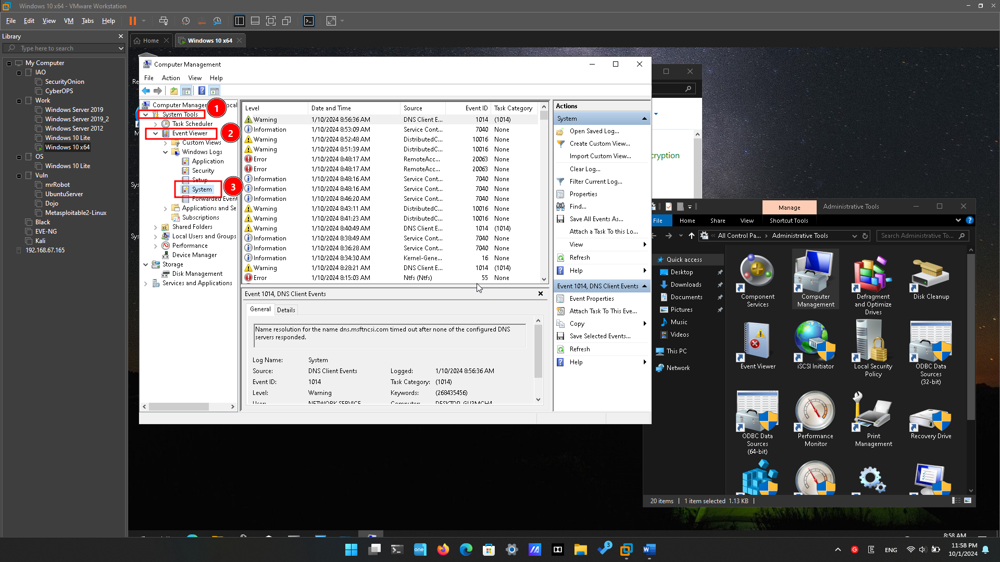 Windows 10 x64 - VMware Workstation
File Edit View VM Tabs Help
Library
Type here to search
My Computer
IAO
SecurityOnion
CyberOPS
Work
Windows Server 2019
Windows Server 2019_2
Windows Server 2012
Windows 10 Lite
Windows 10 x64
OS
Windows 10 Lite
Vuln
mrRobot
UbuntuServer
Dojo
Metasploitable2-Linux
Black
EVE-NG
Kali
192.168.67.165
Home
Windows 10 x64
Computer Management
File Action View Help
System Tools
1
Task Scheduler
Event Viewer
2
Custom Views
Windows Logs
Application
Security
Setup
System
3
Forwarded Event
Applications and Se
Subscriptions
Shared Folders
Local Users and Groups
Performance
Device Manager
Storage
Disk Management
Services and Applications
Level Date and Time Source Event ID Task Category
Warning 1/10/2024 8:56:36 AM DNS Client E... 1014 (1014)
Information 1/10/2024 8:53:09 AM Service Cont... 7040 None
Warning 1/10/2024 8:52:48 AM DistributedC... 10016 None
Warning 1/10/2024 8:51:39 AM DistributedC... 10016 None
Error 1/10/2024 8:48:17 AM RemoteAcc... 20063 None
Error 1/10/2024 8:48:17 AM RemoteAcc... 20063 None
Information 1/10/2024 8:48:16 AM Service Cont... 7040 None
Information 1/10/2024 8:48:16 AM Service Cont... 7040 None
Information 1/10/2024 8:46:20 AM Service Cont... 7040 None
Warning 1/10/2024 8:43:11 AM DistributedC... 10016 None
Warning 1/10/2024 8:41:23 AM DistributedC... 10016 None
Warning 1/10/2024 8:40:49 AM DNS Client E... 1014 (1014)
Information 1/10/2024 8:38:49 AM Service Cont... 7040 None
Information 1/10/2024 8:36:28 AM Service Cont... 7040 None
Information 1/10/2024 8:34:30 AM Kernel-Gene... 16 None
Warning 1/10/2024 8:28:21 AM DNS Client E... 1014 (1014)
Error 1/10/2024 8:15:03 AM Ntfs (Ntfs) 55 None
Event 1014, DNS Client Events
General Details
Name resolution for the name dns.msftncsi.com timed out after none of the configured DNS
servers responded.
Log Name: System
Source: DNS Client Events Logged: 1/10/2024 8:56:36 AM
Event ID: 1014 Task Category: (1014)
Level: Warning Keywords: (268435456)
User: NETWORK SERVICE Computer: DESKTOP-GU3MCH4
Actions
System
Open Saved Log...
Create Custom View...
Import Custom View...
Clear Log...
Filter Current Log...
Properties
Find...
Save All Events As...
Attach a Task To this Lo...
View
Refresh
Help
Event 1014, DNS Client Events
Event Properties
Attach Task To This Eve...
Copy
Save Selected Events...
Refresh
Help
cryption
Manage Administrative Tools
File Home Share View Shortcut Tools
« All Control Pa... › Administrative Tools
Search Administrative To...
Quick access
Desktop
Downloads
Documents
Pictures
Music
Videos
This PC
Network
Component Services
Computer Management
Defragment and Optimize Drives
Disk Cleanup
Event Viewer
iSCSI Initiator
Local Security Policy
ODBC Data Sources (32-bit)
ODBC Data Sources (64-bit)
Performance Monitor
Print Management
Recovery Drive
20 items 1 item selected 1.13 KB
8:58 AM
one
3
ENG
11:58 PM
10/1/2024